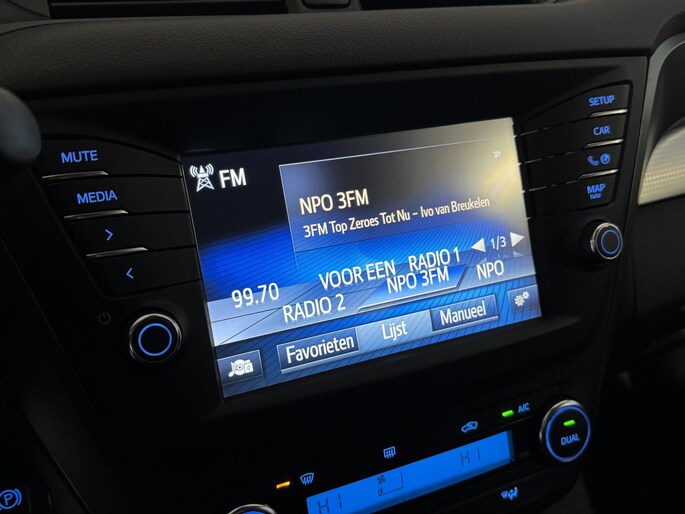 MUTE
MEDIA
>
<
FM
NPO 3FM
3FM Top Zeroes Tot Nu – Ivo van Breukelen
1/3
99.70
VOOR EEN
RADIO 1
RADIO 2
NPO 3FM
NPO
Favorieten
Lijst
Manueel
SETUP
CAR
MAP
NAV
A/C
DUAL
HI
HI
P